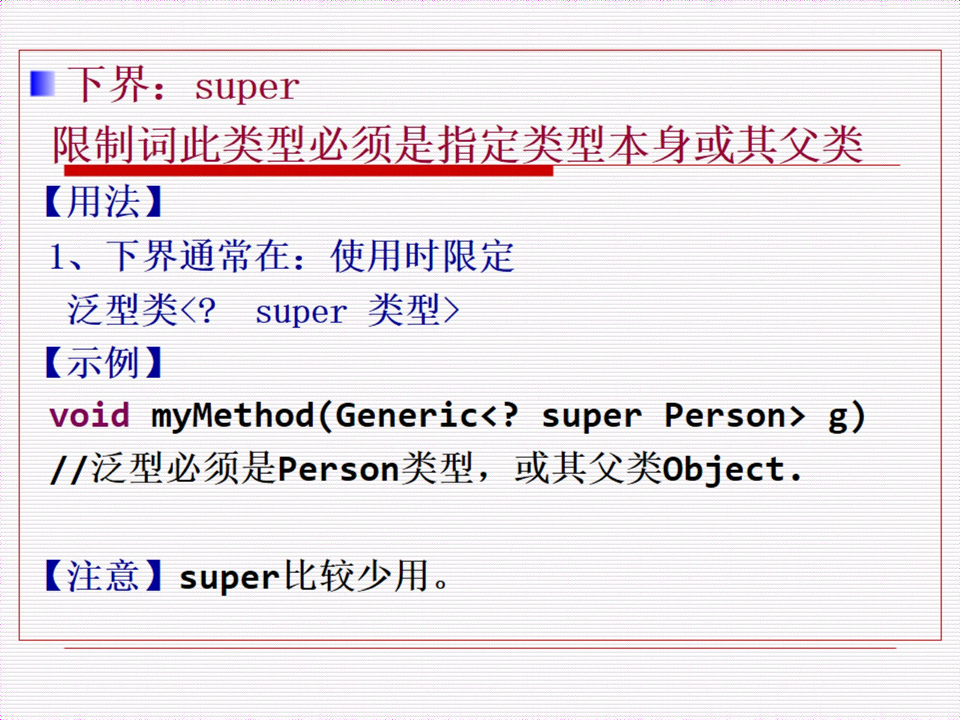 下界：super
限制词此类型必须是指定类型本身或其父类
【用法】
1、下界通常在：使用时限定
泛型类<? super 类型>
【示例】
void myMethod(Generic<? super Person> g)
//泛型必须是Person类型，或其父类Object.
【注意】super比较少用。